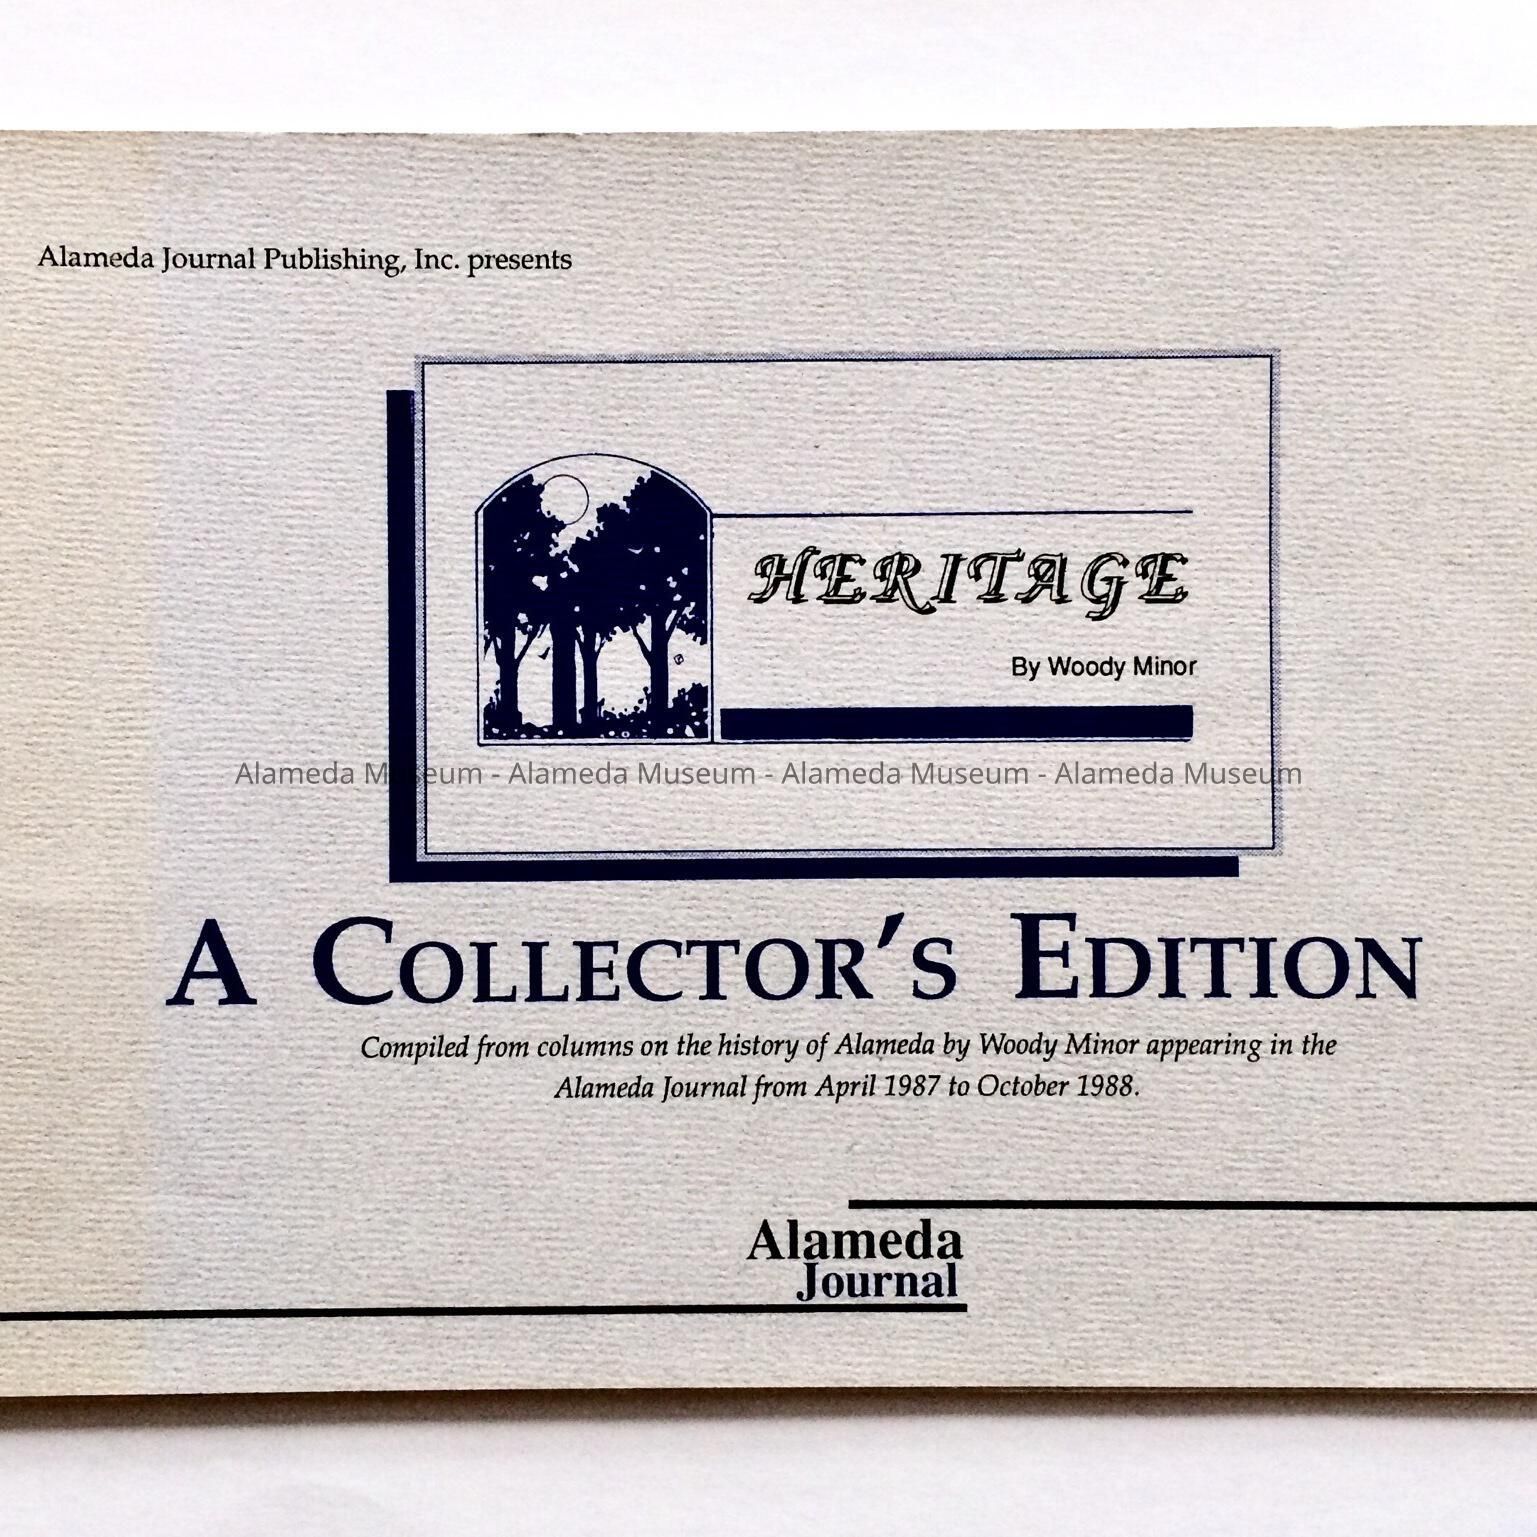 Alameda Journal Publishing, Inc. presents
HERITAGE
By Woody Minor
Alameda Museum - Alameda Museum - Alameda Museum - Alameda Museum
A COLLECTOR'S EDITION
Compiled from columns on the history of Alameda by Woody Minor appearing in the
Alameda Journal from April 1987 to October 1988.
Alameda
Journal